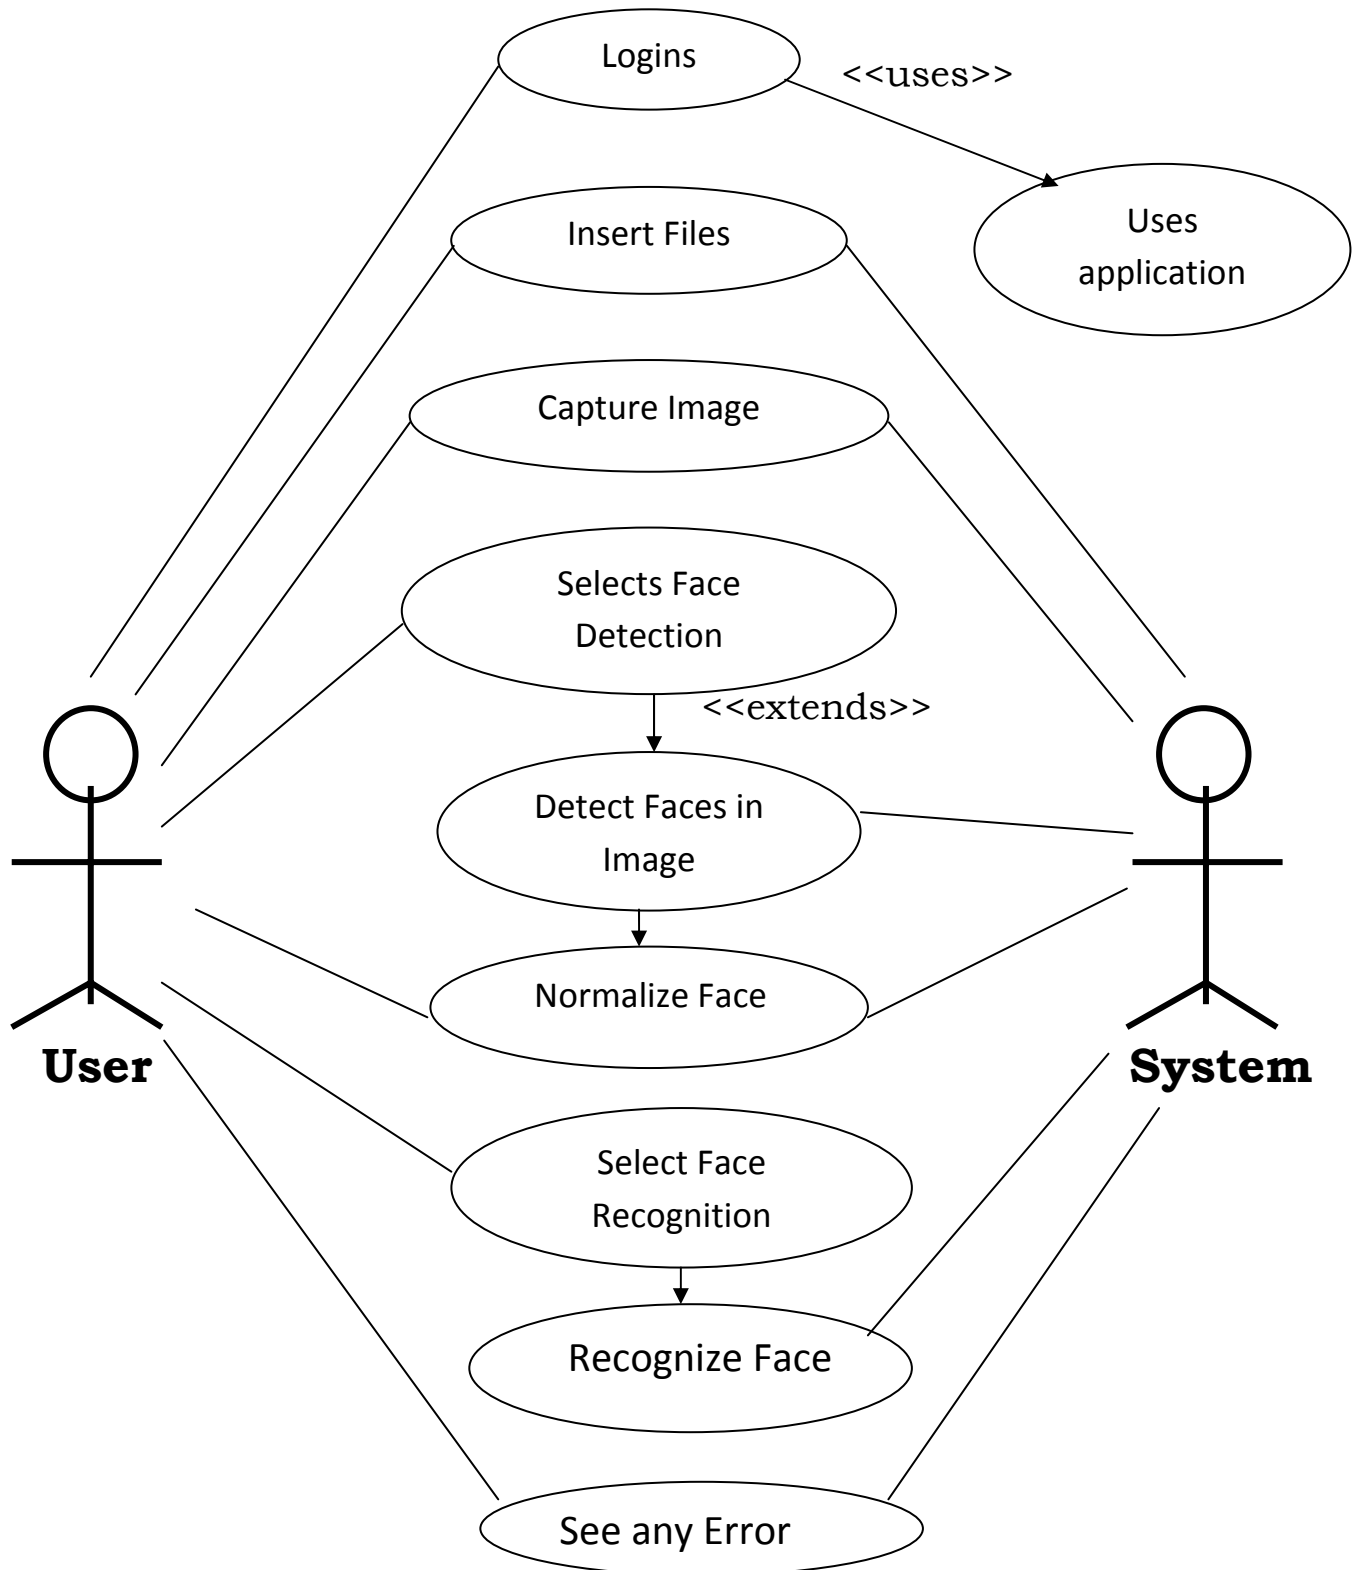 Logins
<<uses>>
Uses
application
Insert Files
Capture Image
Selects Face
Detection
<<extends>>
Detect Faces in
Image
Normalize Face
User
System
Select Face
Recognition
Recognize Face
See any Error